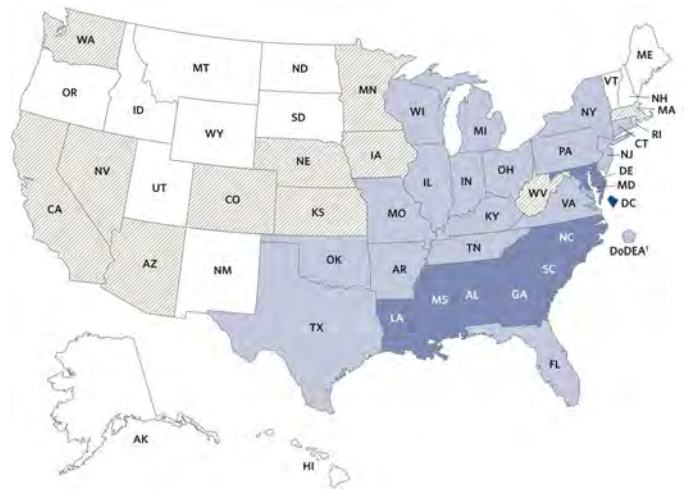 WA
MT
ND
MN
OR
ID
SD
WI
MI
WY
NE
IA
NV
UT
CO
KS
IL
IN
OH
PA
NY
VT
ME
NH
MA
RI
CT
NJ
DE
MD
DC
WV
VA
KY
MO
CA
AZ
NM
OK
AR
TN
NC
SC
DoDEA¹
TX
LA
MS
AL
GA
FL
AK
HI